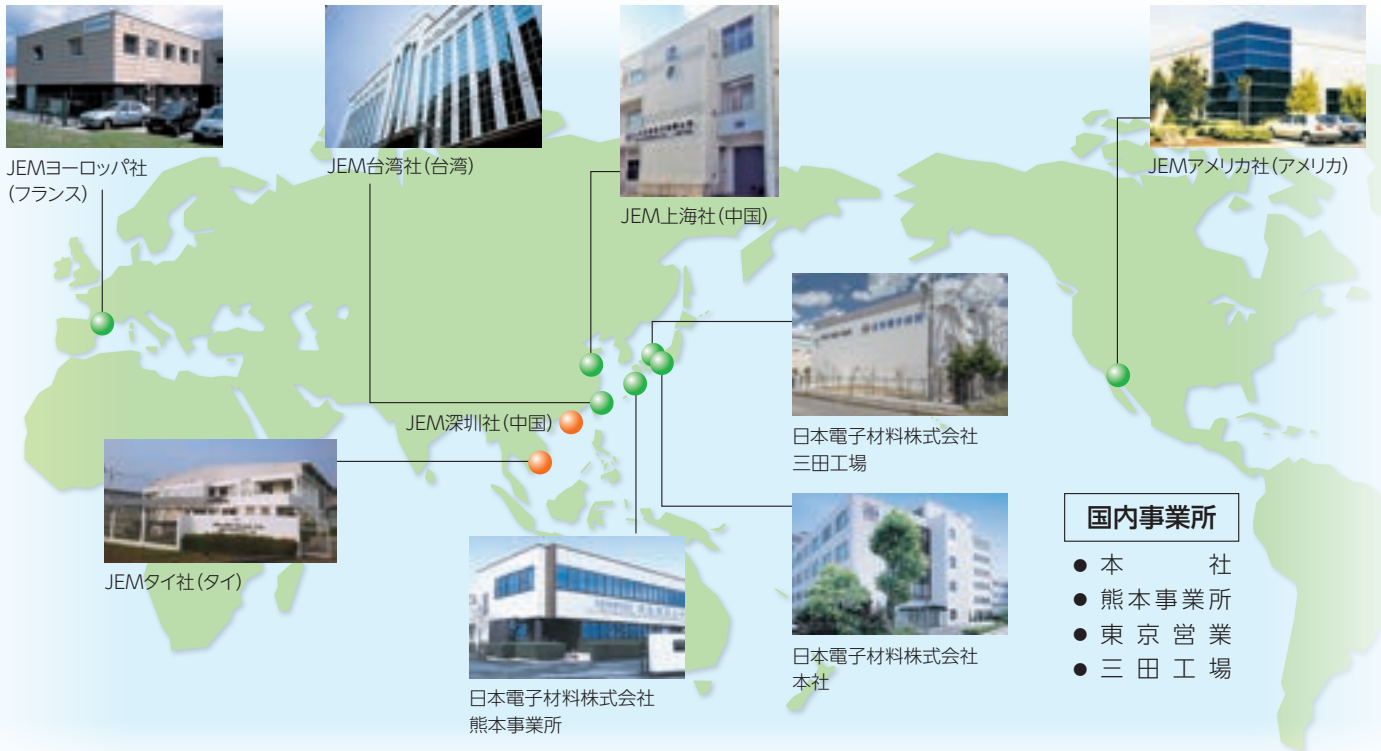 JEMヨーロッパ社
(フランス)
JEM台湾社(台湾)
JEM上海社(中国)
JEMアメリカ社(アメリカ)
JEM深圳社(中国)
JEMタイ社(タイ)
日本電子材料株式会社
三田工場
日本電子材料株式会社
熊本事業所
日本電子材料株式会社
本社
国内事業所
● 本社
● 熊本事業所
● 東京営業
● 三田工場